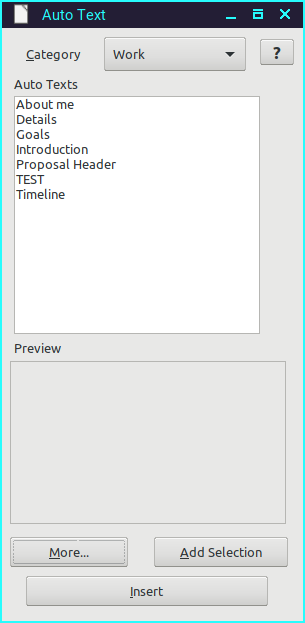 Auto Text
Category Work ?
Auto Texts
About me
Details
Goals
Introduction
Proposal Header
TEST
Timeline
Preview
More... Add Selection
Insert